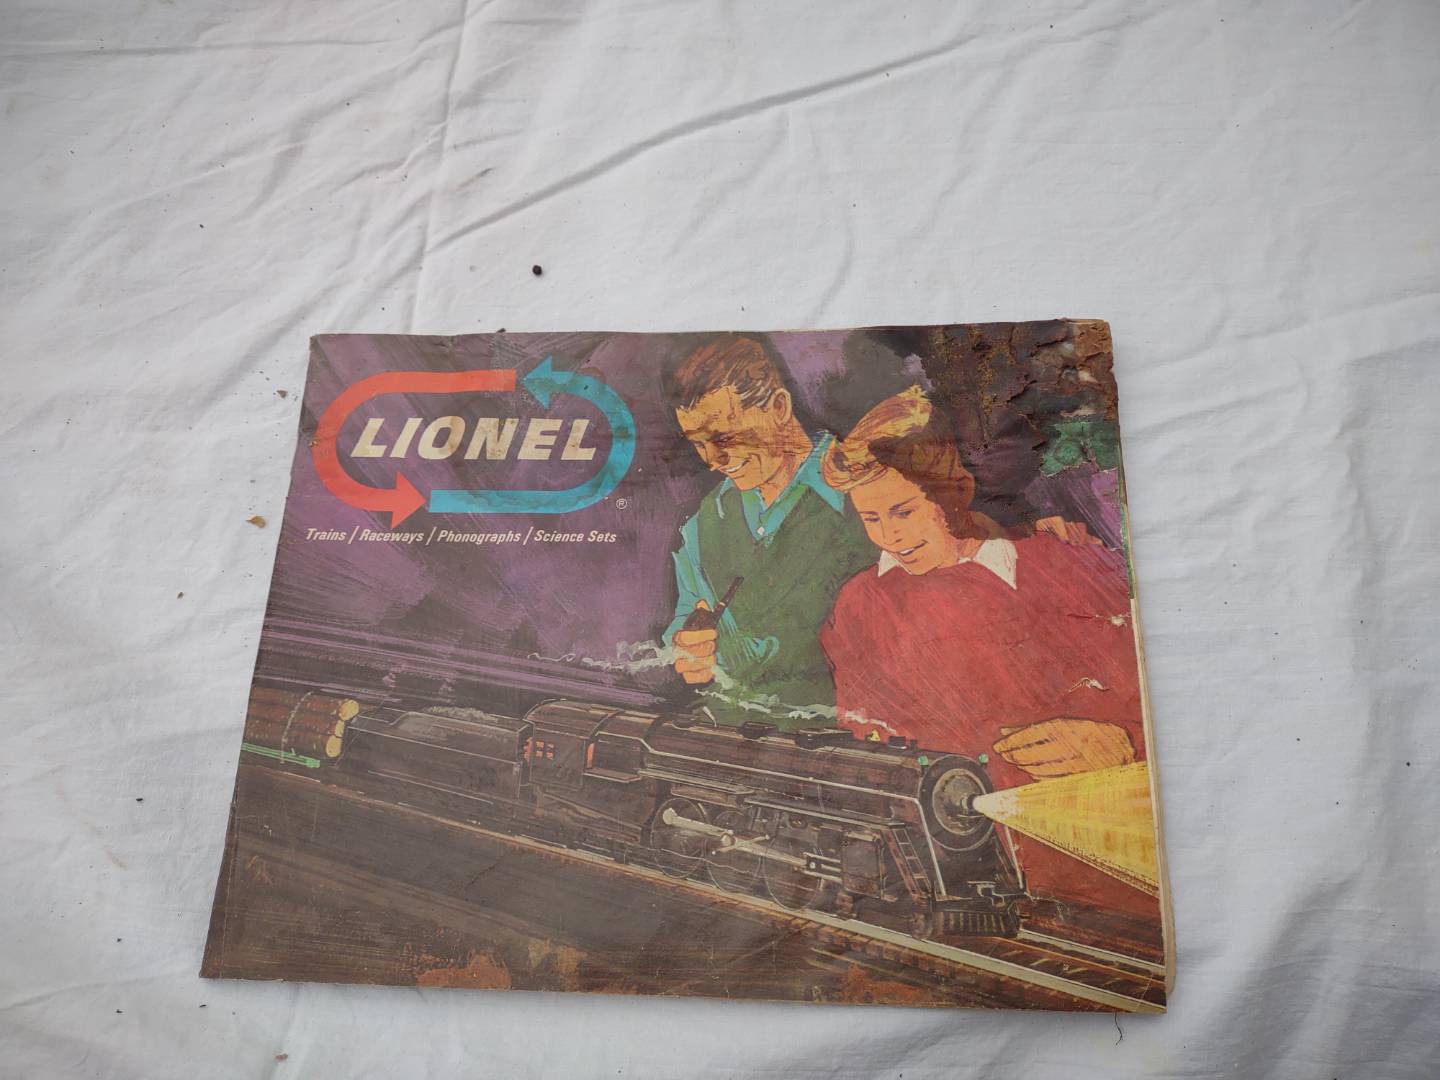 LIONEL
®
Trains / Raceways / Phonographs / Science Sets